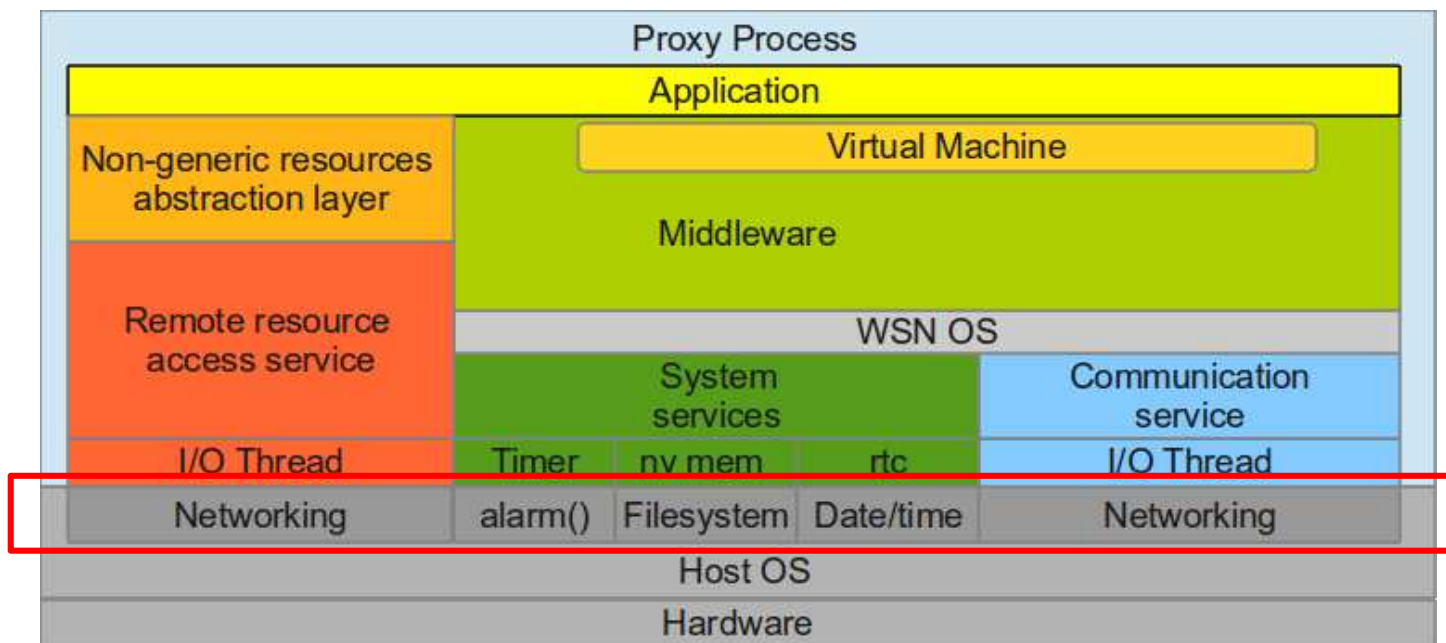 Proxy Process
Application
Non-generic resources
abstraction layer
Virtual Machine
Middleware
Remote resource
access service
WSN OS
System
services
Communication
service
I/O Thread
Timer
nv mem
rtc
I/O Thread
Networking
alarm()
Filesystem
Date/time
Networking
Host OS
Hardware